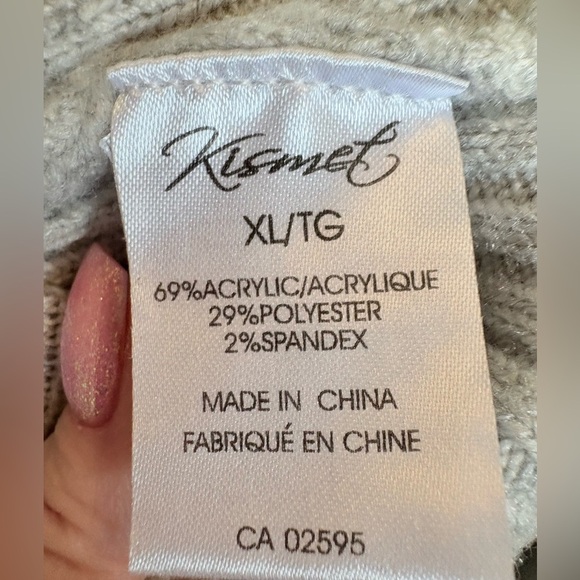 Kismet
XL/TG
69%ACRYLIC/ACRYLIQUE
29%POLYESTER
2%SPANDEX
MADE IN CHINA
FABRIQUÉ EN CHINE
CA 02595